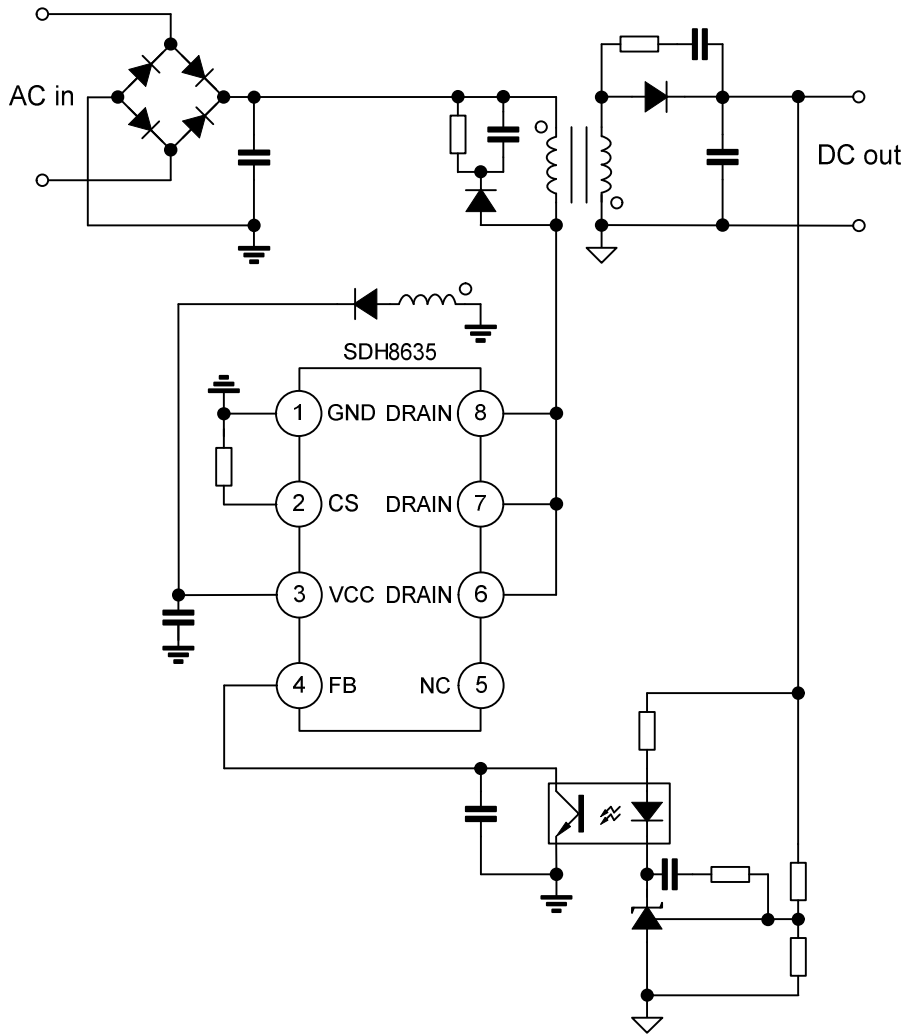 AC in
DC out
SDH8635
1 GND DRAIN 8
2 CS DRAIN 7
3 VCC DRAIN 6
4 FB NC 5